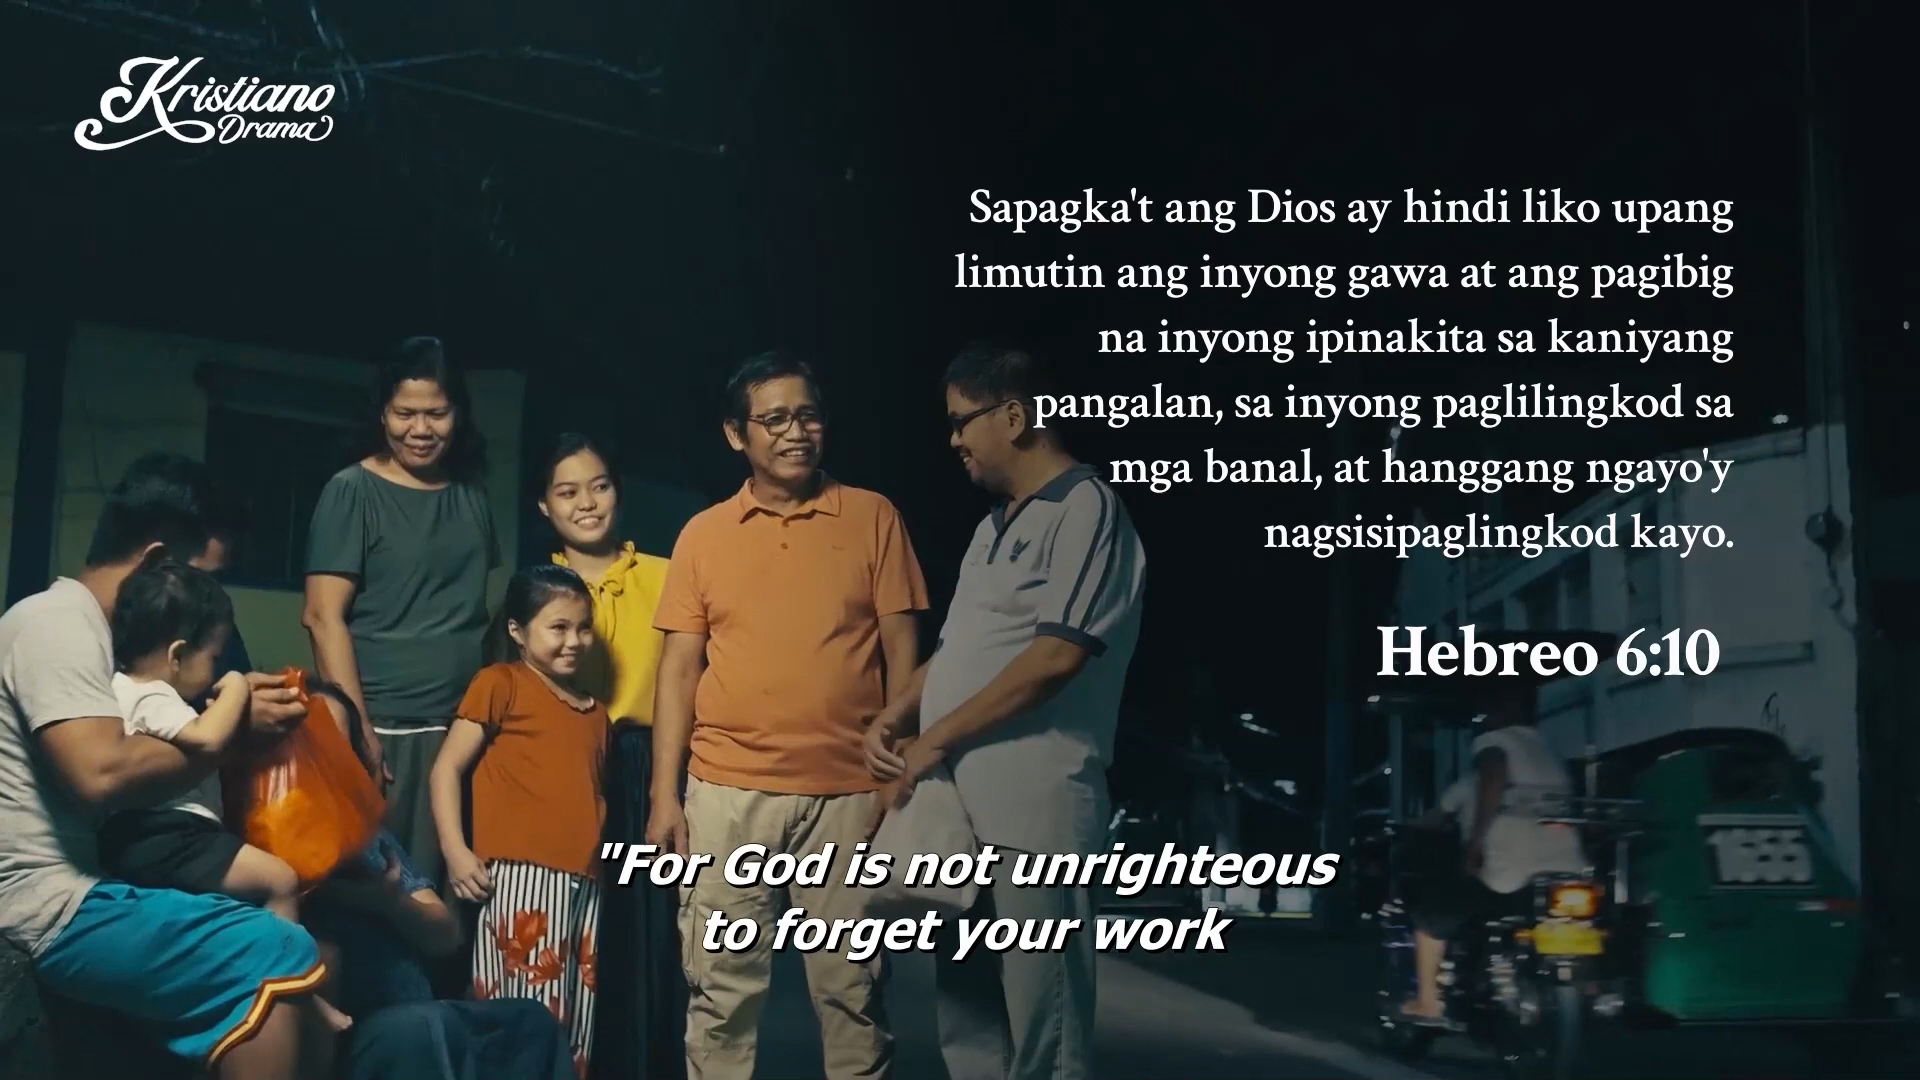 Kristiano
Drama
Sapagka't ang Dios ay hindi liko upang
limutin ang inyong gawa at ang pagibig
na inyong ipinakita sa kaniyang
pangalan, sa inyong paglilingkod sa
mga banal, at hanggang ngayo'y
nagsisipaglingkod kayo.
Hebreo 6:10
"For God is not unrighteous
to forget your work